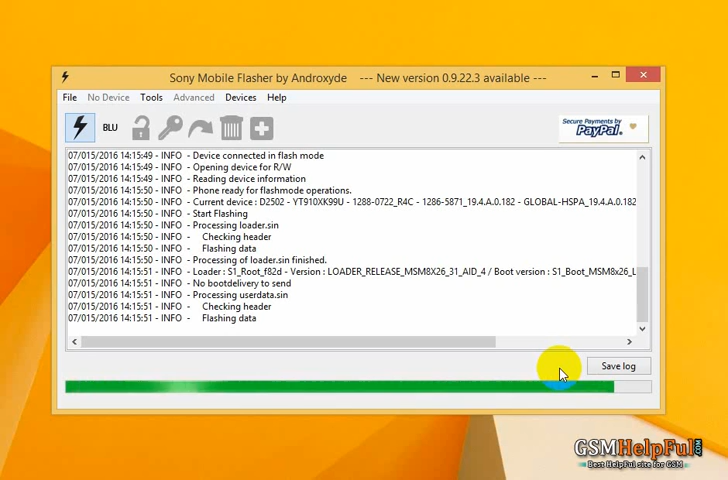 Sony Mobile Flasher by Androxyde --- New version 0.9.22.3 available ---
File No Device Tools Advanced Devices Help
BLU
Secure Payments by
PayPal
07/015/2016 14:15:49 - INFO - Device connected in flash mode
07/015/2016 14:15:49 - INFO - Opening device for R/W
07/015/2016 14:15:49 - INFO - Reading device information
07/015/2016 14:15:50 - INFO - Phone ready for flashmode operations.
07/015/2016 14:15:50 - INFO - Current device : D2502 - YT910XK99U - 1288-0722_R4C - 1286-5871_19.4.A.0.182 - GLOBAL-HSPA_19.4.A.0.182
07/015/2016 14:15:50 - INFO - Start Flashing
07/015/2016 14:15:50 - INFO - Processing loader.sin
07/015/2016 14:15:50 - INFO - Checking header
07/015/2016 14:15:50 - INFO - Flashing data
07/015/2016 14:15:50 - INFO - Processing of loader.sin finished.
07/015/2016 14:15:51 - INFO - Loader : S1_Root_f82d - Version : LOADER_RELEASE_MSM8X26_31_AID_4 / Boot version : S1_Boot_MSM8x26_L
07/015/2016 14:15:51 - INFO - No bootdelivery to send
07/015/2016 14:15:51 - INFO - Processing userdata.sin
07/015/2016 14:15:51 - INFO - Checking header
07/015/2016 14:15:51 - INFO - Flashing data
Save log
GSMHelpFul.COM
Best HelpFul site for GSM